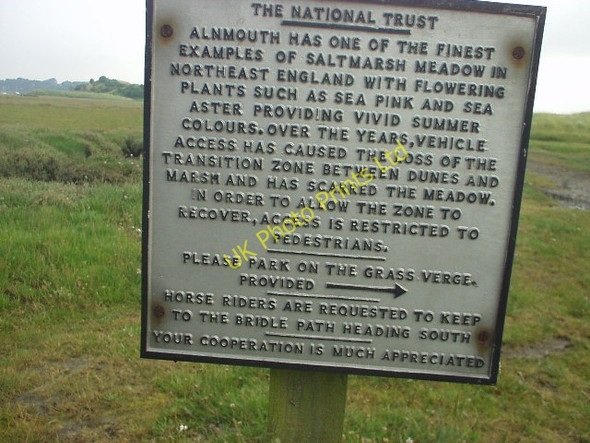 THE NATIONAL TRUST
ALNMOUTH HAS ONE OF THE FINEST
EXAMPLES OF SALTMARSH MEADOW IN
NORTHEAST ENGLAND WITH FLOWERING
PLANTS SUCH AS SEA PINK AND SEA
ASTER PROVIDING VIVID SUMMER
COLOURS. OVER THE YEARS, VEHICLE
ACCESS HAS CAUSED THE LOSS OF THE
TRANSITION ZONE BETWEEN DUNES AND
MARSH AND HAS SCARRED THE MEADOW.
IN ORDER TO ALLOW THE ZONE TO
RECOVER, ACCESS IS RESTRICTED TO
PEDESTRIANS.
PLEASE PARK ON THE GRASS VERGE.
PROVIDED
HORSE RIDERS ARE REQUESTED TO KEEP
TO THE BRIDLE PATH HEADING SOUTH
YOUR COOPERATION IS MUCH APPRECIATED
UK Photo Prints Ltd